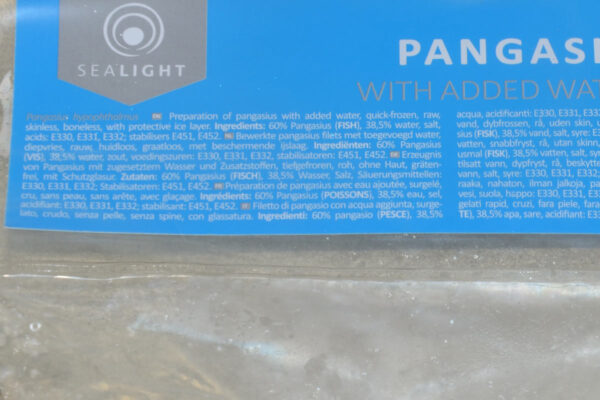 SEALIGHT
PANGASI
WITH ADDED WAT
Pangasius hypophthalmus Preparation of pangasius with added water, quick-frozen, raw,
skinless, boneless, with protective ice layer. Ingredients: 60% Pangasius (FISH), 38,5% water, salt,
acids: E330, E331, E332; stabilisers E451, E452. Bewerkte pangasius filets met toegevoegd water,
diepvries, rauw, huidloos, graatloos, met beschermende ijslaag. Ingrediënten: 60% Pangasius
(VIS), 38,5% water, zout, voedingszuren: E330, E331, E332, stabilisatoren: E451, E452. Erzeugnis
von Pangasius mit zugesetztem Wasser und Zusatzstoffen, tiefgefroren, roh, ohne Haut, gräten-
frei, mit Schutzglasur. Zutaten: 60% Pangasius (FISCH), 38,5% Wasser, Salz, Säuerungsmittel:
E330, E331, E332; Stabilisatoren: E451, E452. Préparation de pangasius avec eau ajoutée, surgelé,
cru, sans peau, sans arête, avec glaçage. Ingrédients: 60% Pangasius (POISSONS), 38,5% eau, sel,
acidifiant: E330, E331, E332; stabilisant: E451, E452. Filetto di pangasio con acqua aggiunta, surge-
lato, crudo, senza pelle, senza spine, con glassatura. Ingredienti: 60% pangasio (PESCE), 38,5%
acqua, acidificanti: E330, E331, E332
vand, dybfrossen, rå, uden skin, u
sius (FISK), 38,5% vand, salt, syre: E3
vatten, snabbfryst, rå, utan skin,
usmal (FISK), 38,5% vatten, salt, syr
tilsatt vann, dypfryst, rå, beskytte
vann, salt, syre: E330, E331, E332;
raaka, nahaton, ilman jälkoja, pa
vesi, suolo, hsppo: E330, E331, E3
gelati rapid, cruzi, fara piele, fara
TE), 38,5% apa, sare, acidifiant: E33